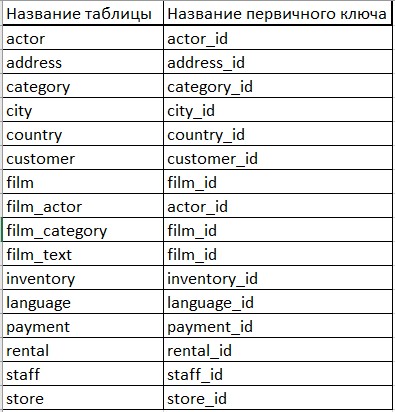 Название таблицы Название первичного ключа
actor actor_id
address address_id
category category_id
city city_id
country country_id
customer customer_id
film film_id
film_actor actor_id
film_category film_id
film_text film_id
inventory inventory_id
language language_id
payment payment_id
rental rental_id
staff staff_id
store store_id